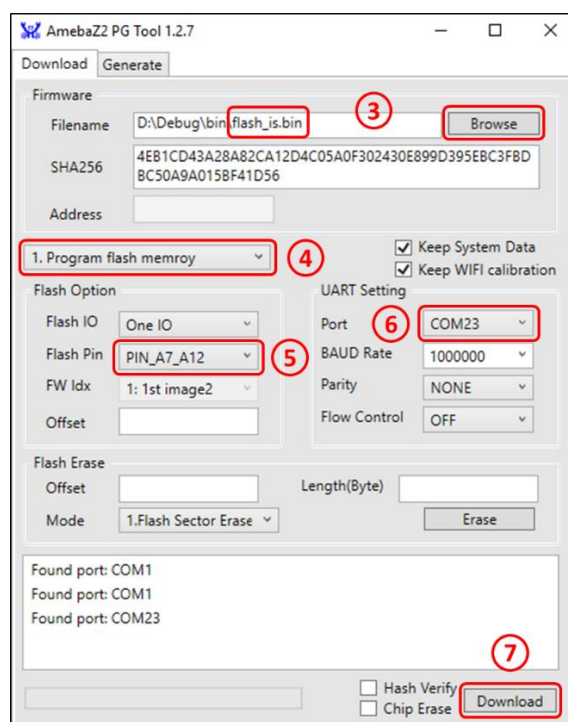 AmebaZ2 PG Tool 1.2.7
Download Generate
Firmware
Filename D:\Debug\bin\flash_is.bin ③ Browse
SHA256 4EB1CD43A28A82CA12D4C05A0F302430E899D395EBC3FBD
BC50A9A015BF41D56
Address
1. Program flash memroy ④ Keep System Data
Keep WIFI calibration
Flash Option UART Setting
Flash IO One IO Port ⑥ COM23
Flash Pin PIN_A7_A12 ⑤ BAUD Rate 1000000
FW Idx 1: 1st image2 Parity NONE
Offset Flow Control OFF
Flash Erase
Offset Length(Byte)
Mode 1.Flash Sector Erase Erase
Found port: COM1
Found port: COM1
Found port: COM23
⑦
Hash Verify
Chip Erase Download